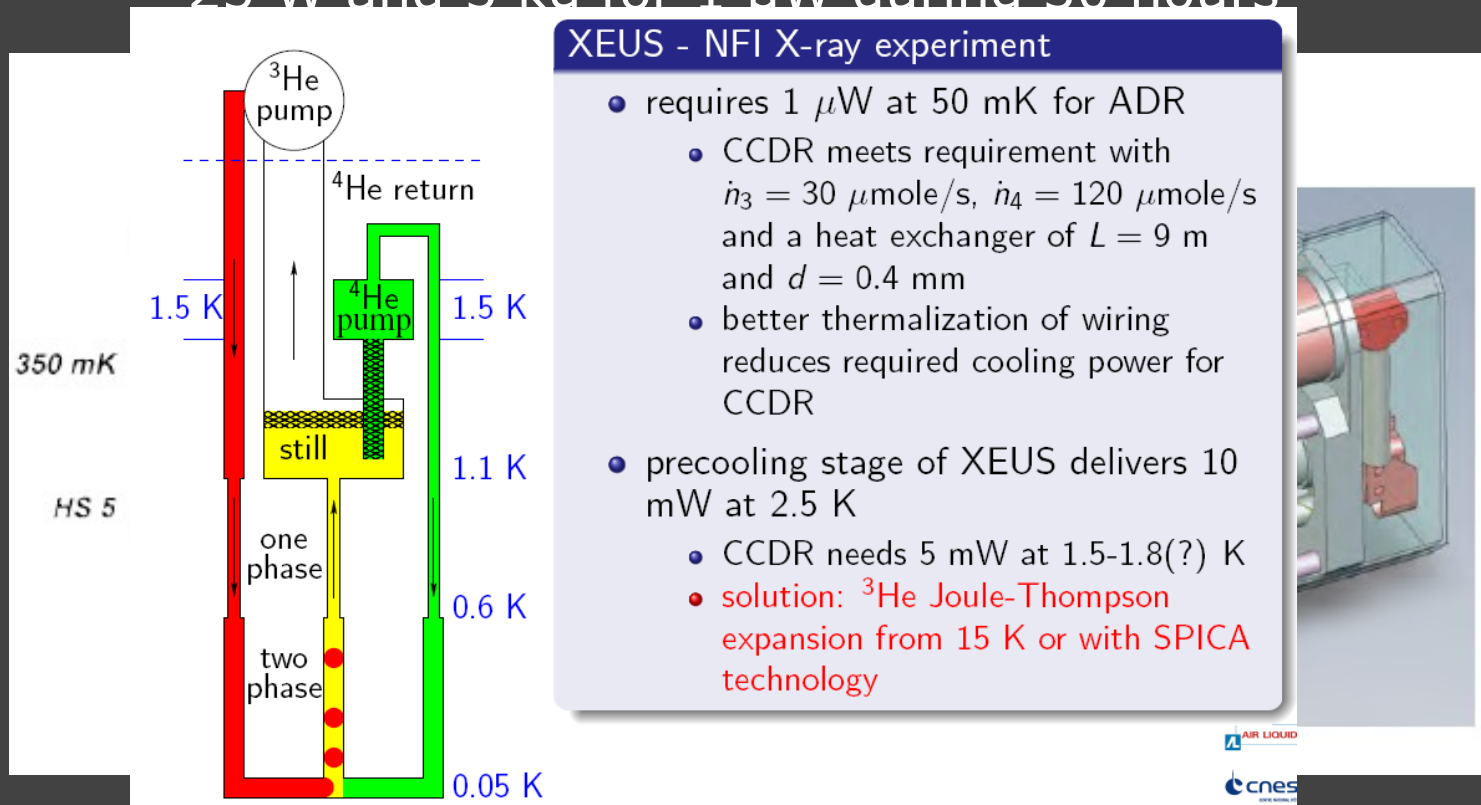 XEUS - NFI X-ray experiment
requires 1 μW at 50 mK for ADR
CCDR meets requirement with
ṅ₃ = 30 μmole/s, ṅ₄ = 120 μmole/s
and a heat exchanger of L = 9 m
and d = 0.4 mm
better thermalization of wiring
reduces required cooling power for
CCDR
precooling stage of XEUS delivers 10
mW at 2.5 K
CCDR needs 5 mW at 1.5-1.8(?) K
solution: ³He Joule-Thompson
expansion from 15 K or with SPICA
technology
³He
pump
⁴He return
1.5 K
⁴He
pump
1.5 K
350 mK
still
1.1 K
HS 5
one
phase
0.6 K
two
phase
0.05 K
AIR LIQUID
cnes